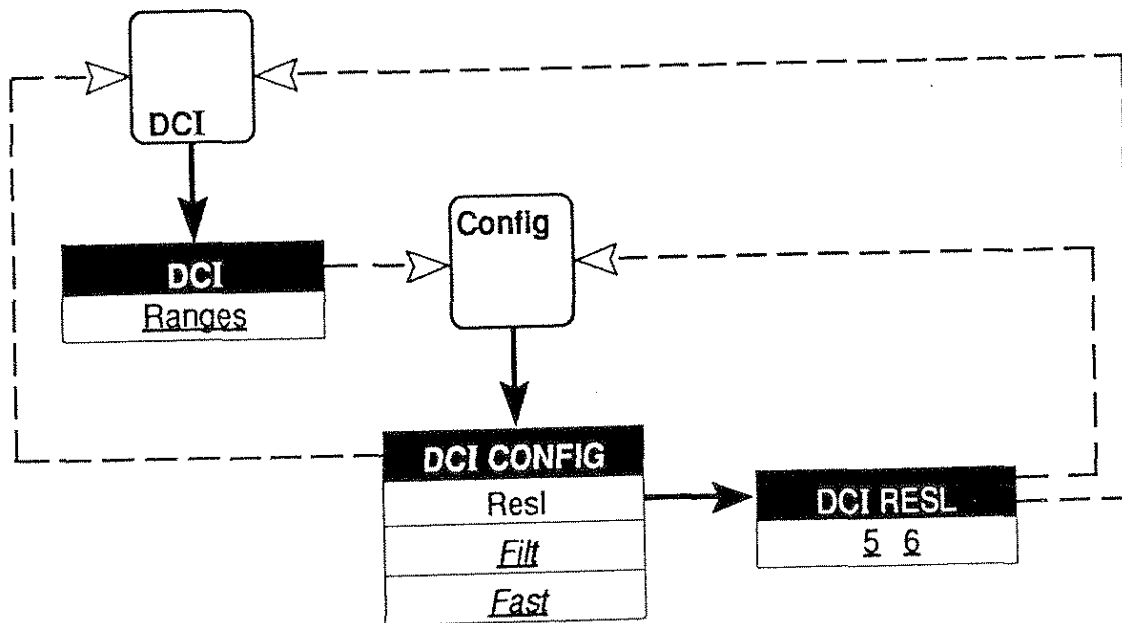 DCI
Config
DCI
Ranges
DCI CONFIG
Resl
Filt
Fast
DCI RESL
5 6